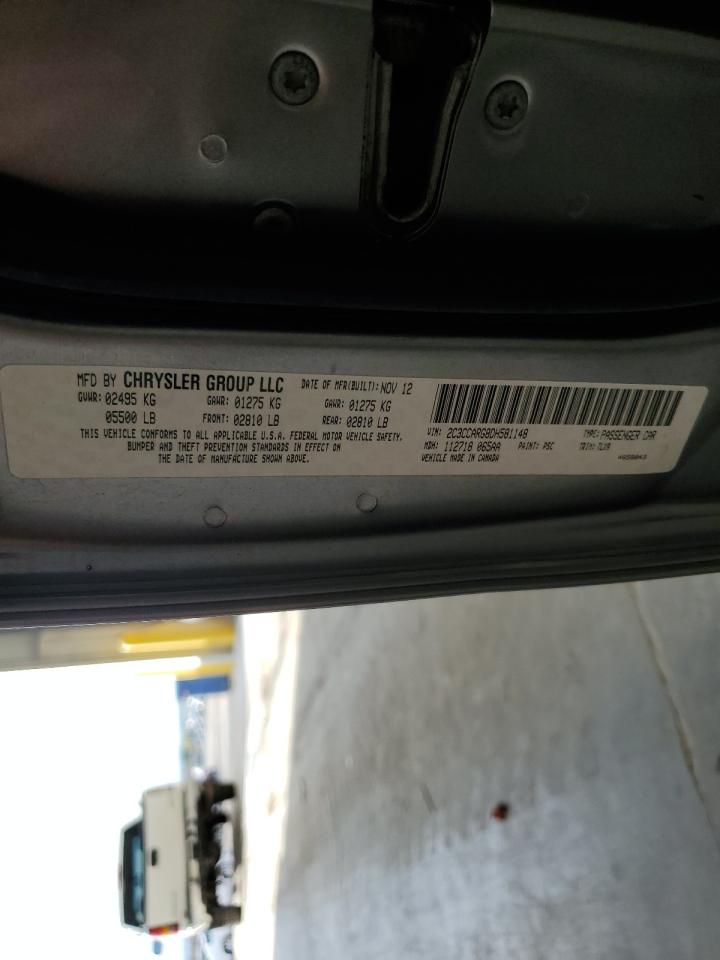 MFD BY CHRYSLER GROUP LLC
DATE OF MFR(BUILT): NOV 12
GVWR: 02495 KG
GAWR: 01275 KG
GAWR: 01275 KG
05500 LB
FRONT: 02810 LB
REAR: 02810 LB
THIS VEHICLE CONFORMS TO ALL APPLICABLE U.S.A. FEDERAL MOTOR VEHICLE SAFETY,
BUMPER AND THEFT PREVENTION STANDARDS IN EFFECT ON
THE DATE OF MANUFACTURE SHOWN ABOVE.
VIN: 2C3CCARG8DH581148
TYPE: PASSENGER CAR
MDH: 112718 065AA
PAINT: PSC
TRIM: MLX9
VEHICLE MADE IN CANADA